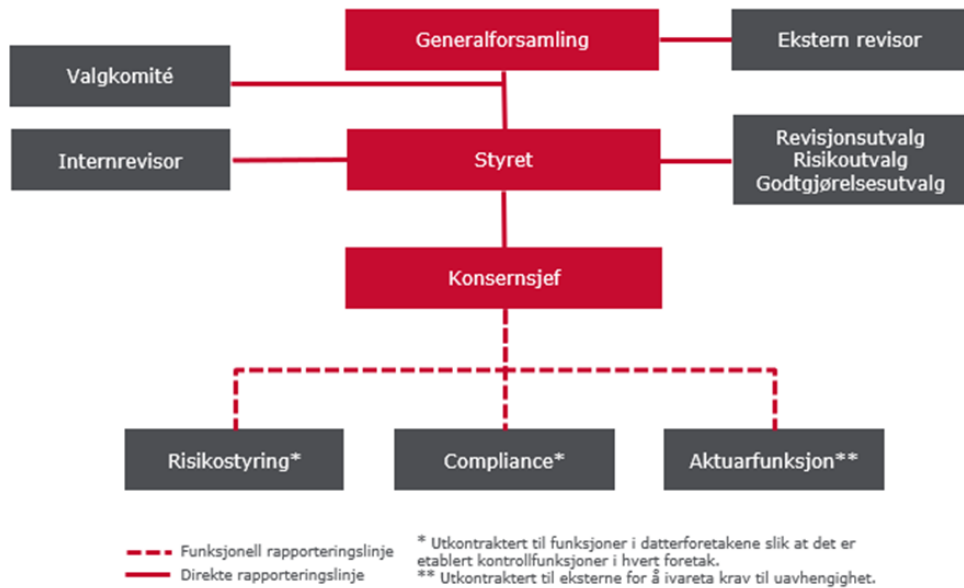 Generalforsamling
Ekstern revisor
Valgkomité
Internrevisor
Styret
Revisjonsutvalg
Risikoutvalg
Godtgjørelsesutvalg
Konsernsjef
Risikostyring*
Compliance*
Aktuarfunksjon**
Funksjonell rapporteringslinje
Direkte rapporteringslinje
* Utkontraktert til funksjoner i datterforetakene slik at det er
etablert kontrollfunksjoner i hvert foretak.
** Utkontraktert til eksterne for å ivareta krav til uavhengighet.